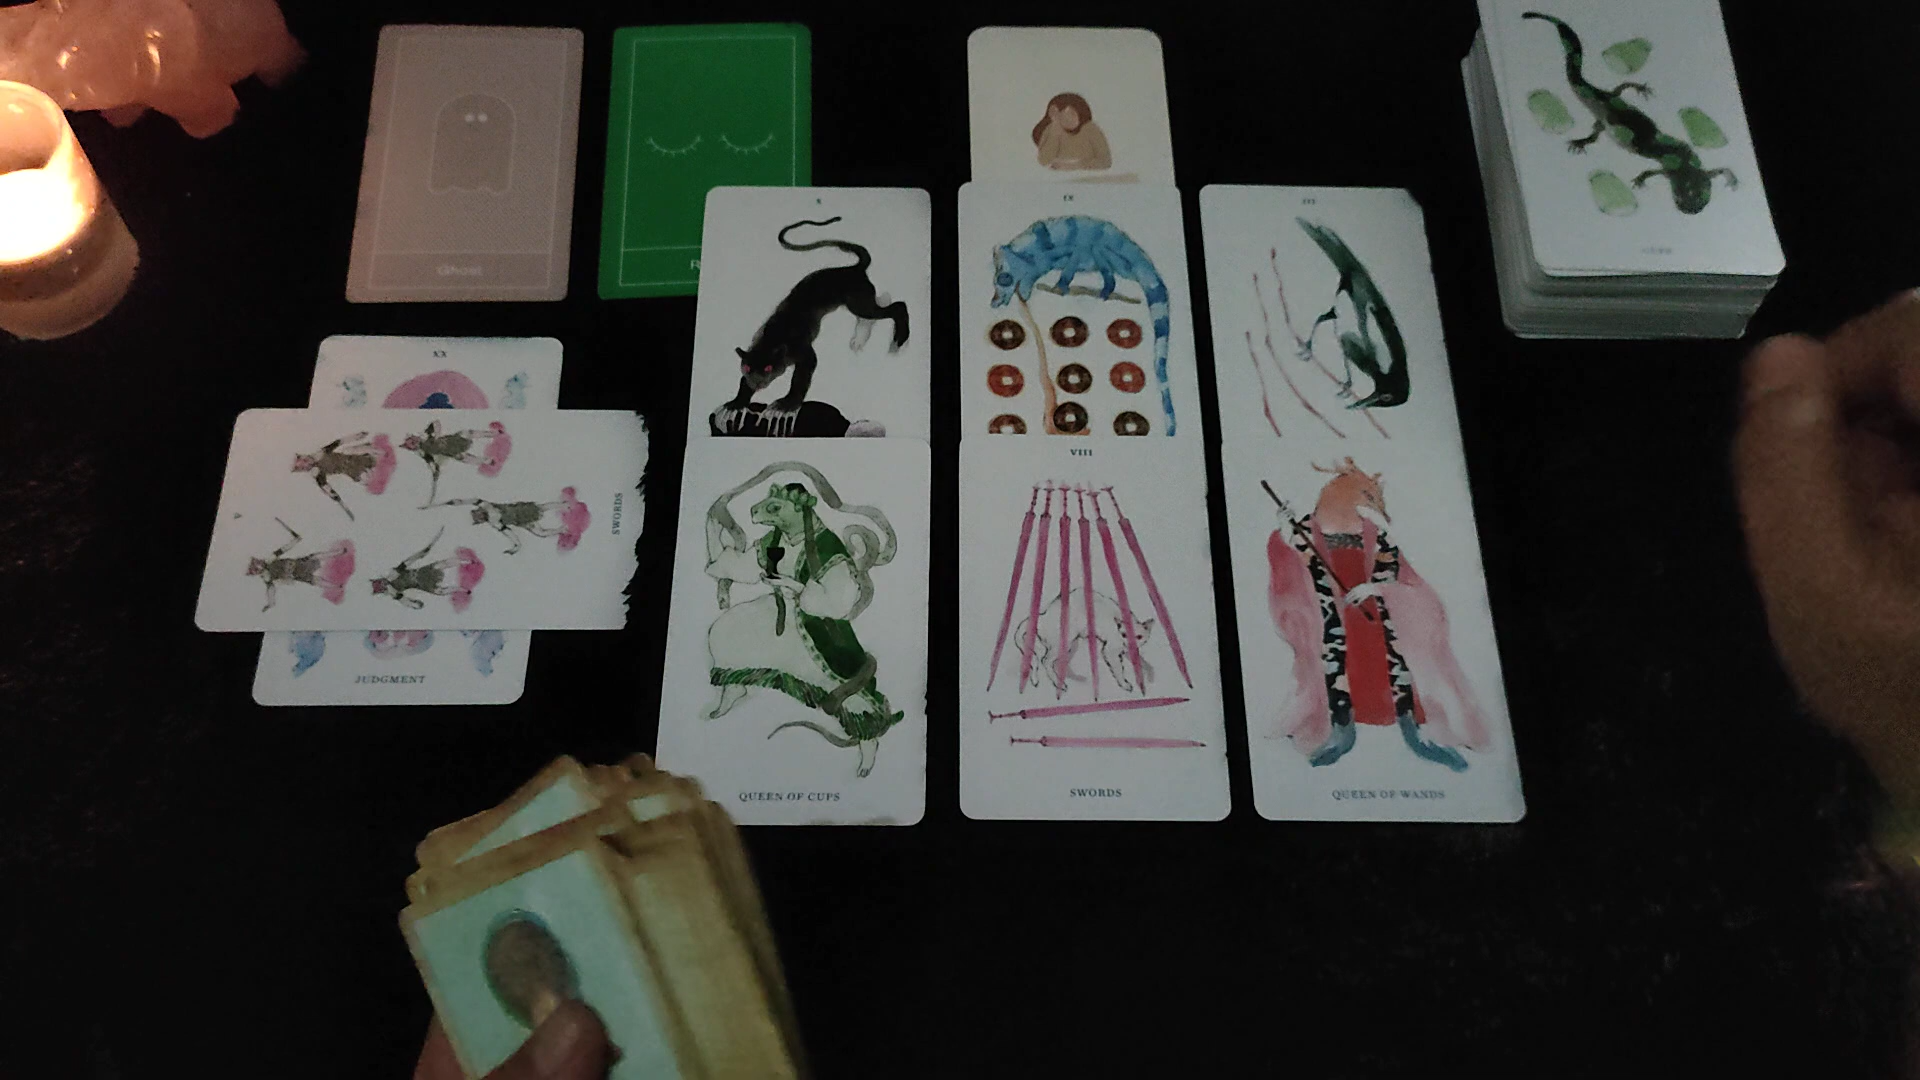 Ghost
R
X
IX
III
XX
V
SWORDS
JUDGMENT
VIII
QUEEN OF CUPS
SWORDS
QUEEN OF WANDS